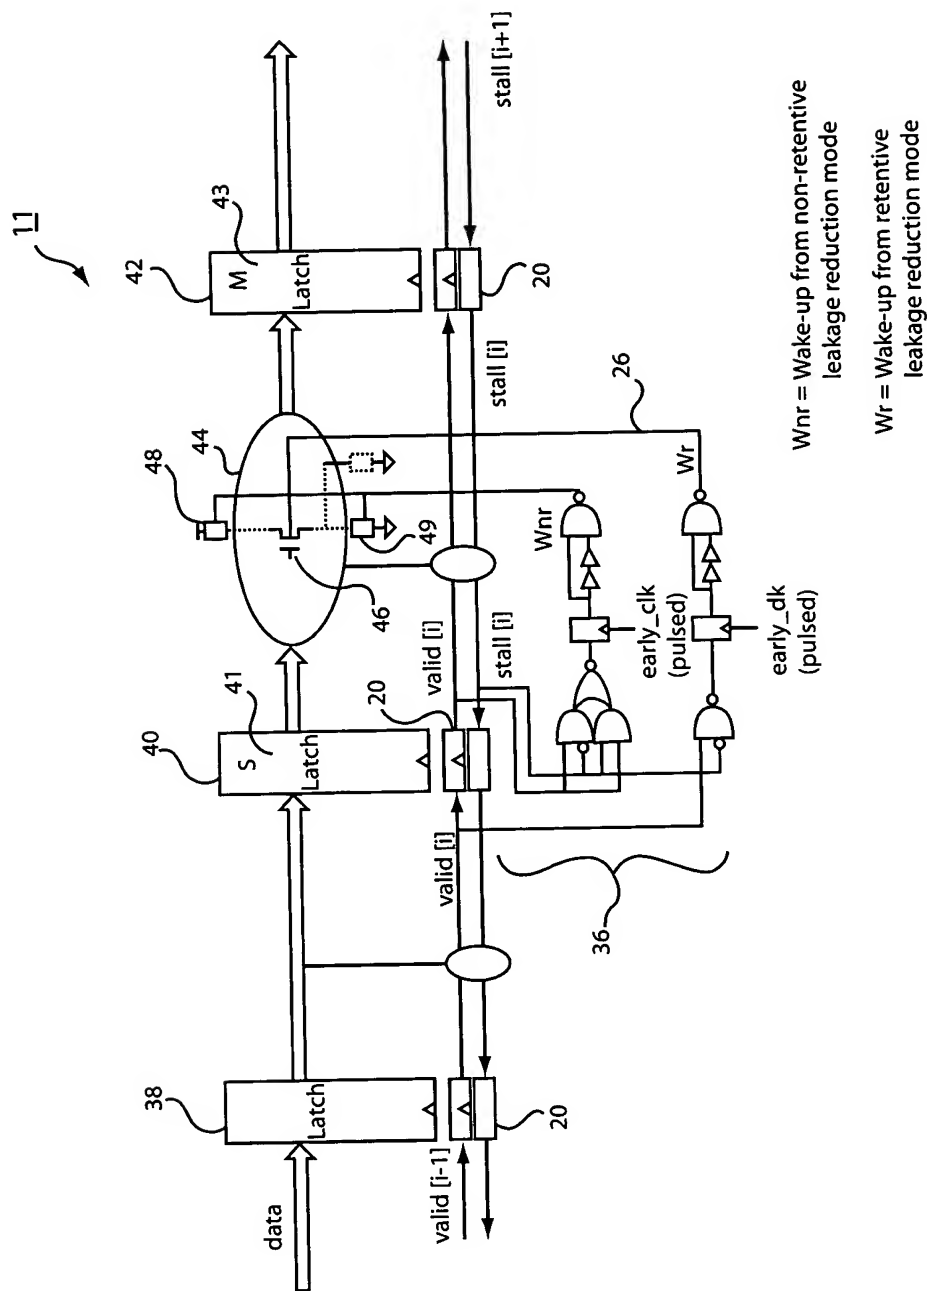 11
38
40
48
42
data
Latch
S
41
Latch
44
M
43
Latch
46
49
valid [i-1]
20
valid [i]
20
valid [i]
stall [i]
stall [i]
20
stall [i+1]
36
Wnr
early_clk
(pulsed)
26
Wr
early_dk
(pulsed)
Wnr = Wake-up from non-retentive
leakage reduction mode
Wr = Wake-up from retentive
leakage reduction mode